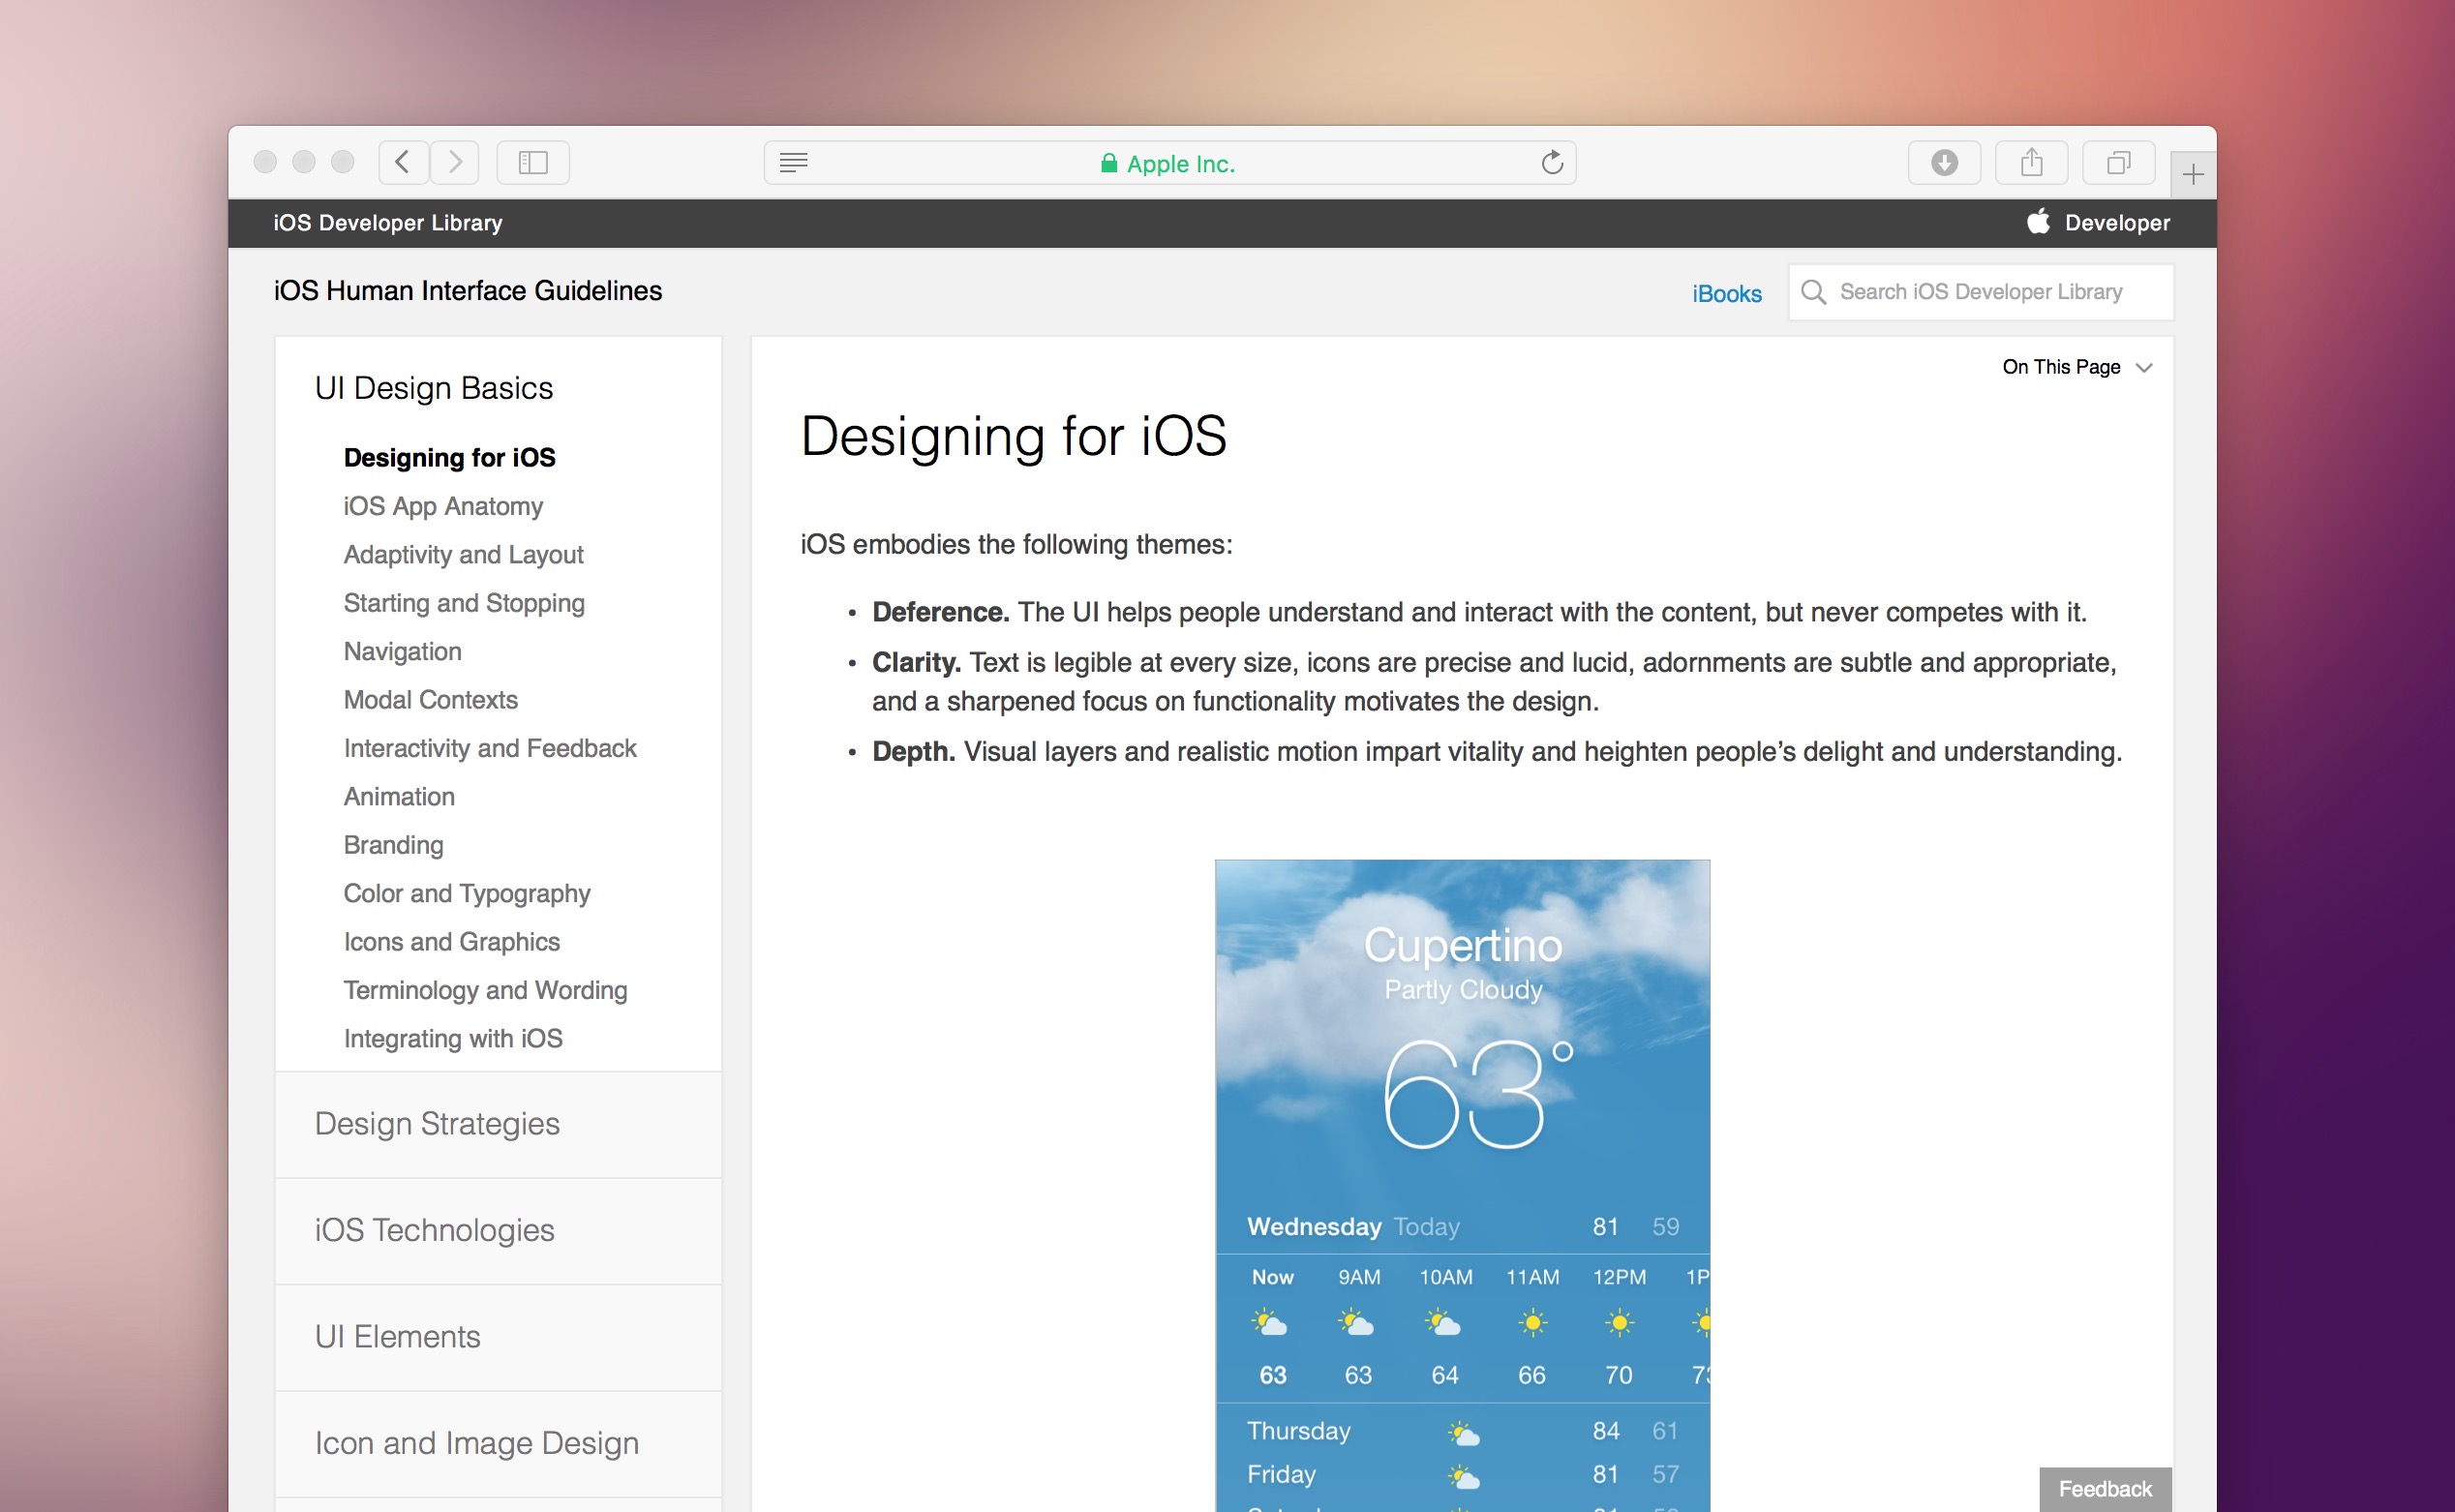 Apple Inc.
iOS Developer Library
Developer
iOS Human Interface Guidelines
iBooks
Search iOS Developer Library
UI Design Basics
Designing for iOS
iOS App Anatomy
Adaptivity and Layout
Starting and Stopping
Navigation
Modal Contexts
Interactivity and Feedback
Animation
Branding
Color and Typography
Icons and Graphics
Terminology and Wording
Integrating with iOS
Design Strategies
iOS Technologies
UI Elements
Icon and Image Design
On This Page
Designing for iOS
iOS embodies the following themes:
• Deference. The UI helps people understand and interact with the content, but never competes with it.
• Clarity. Text is legible at every size, icons are precise and lucid, adornments are subtle and appropriate,
and a sharpened focus on functionality motivates the design.
• Depth. Visual layers and realistic motion impart vitality and heighten people’s delight and understanding.
Cupertino
Partly Cloudy
63°
Wednesday Today 81 59
Now 9AM 10AM 11AM 12PM 1P
63 63 64 66 70
Thursday 84 61
Friday 81 57
Feedback